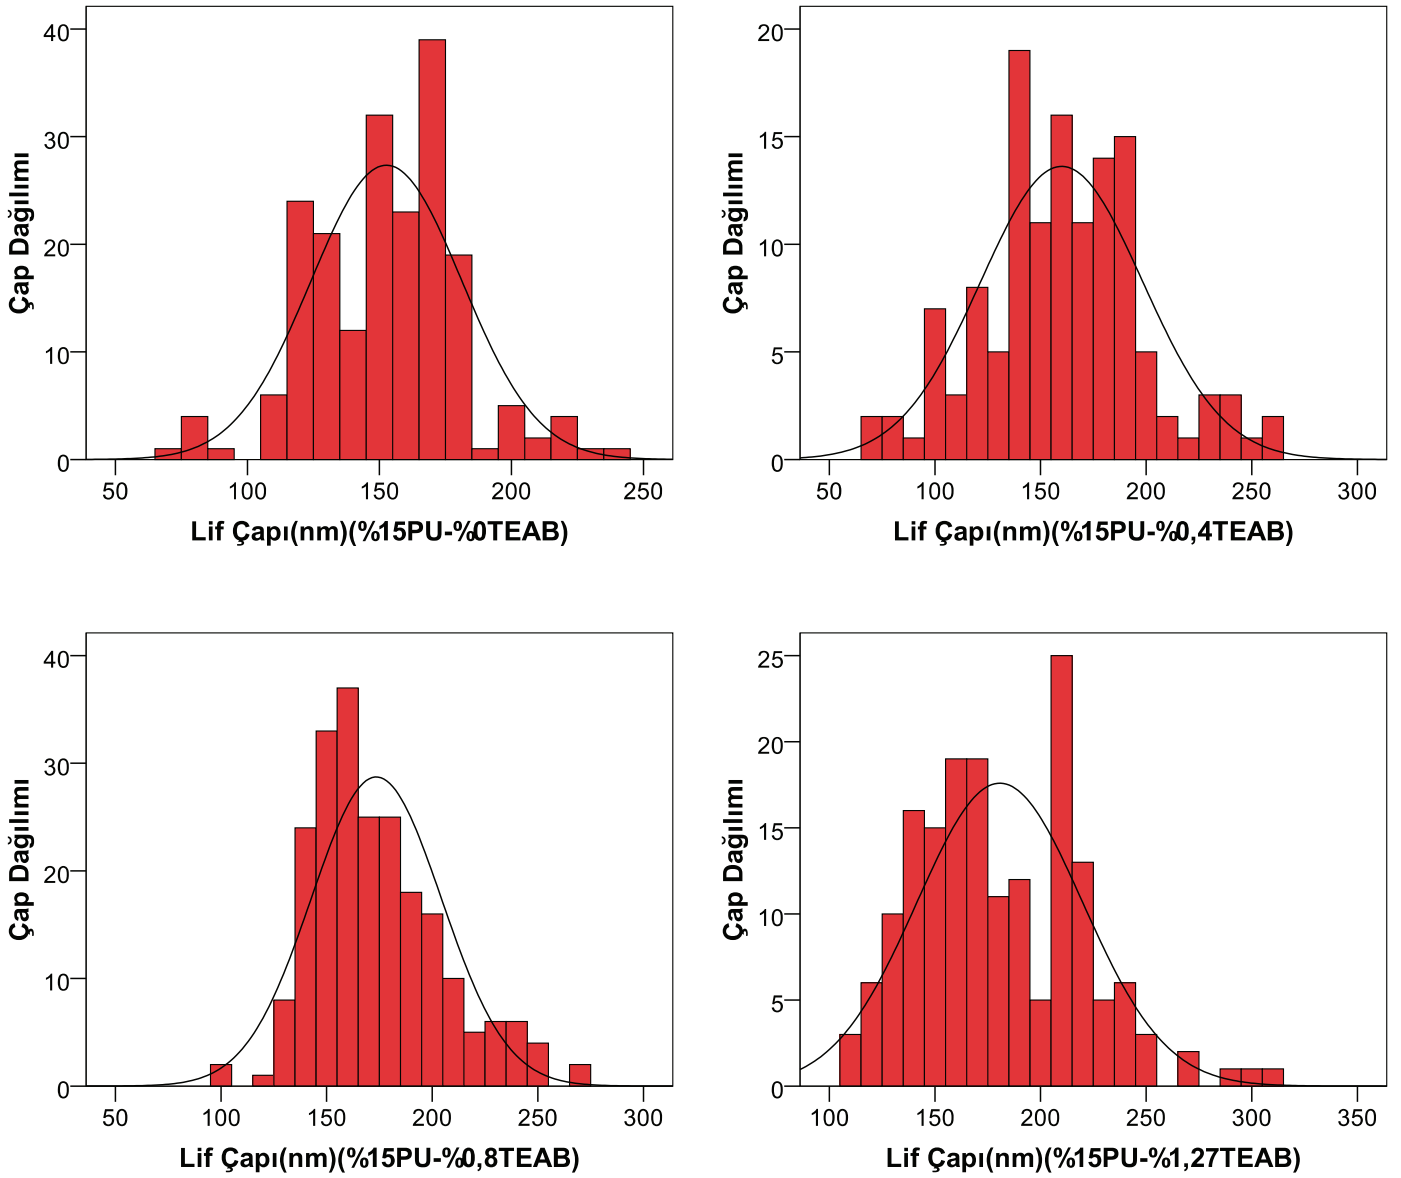 40
30
20
10
0
Çap Dağılımı
50 100 150 200 250
Lif Çapı(nm)(%15PU-%0TEAB)
20
15
10
5
0
Çap Dağılımı
50 100 150 200 250 300
Lif Çapı(nm)(%15PU-%0,4TEAB)
40
30
20
10
0
Çap Dağılımı
50 100 150 200 250 300
Lif Çapı(nm)(%15PU-%0,8TEAB)
25
20
15
10
5
0
Çap Dağılımı
100 150 200 250 300 350
Lif Çapı(nm)(%15PU-%1,27TEAB)